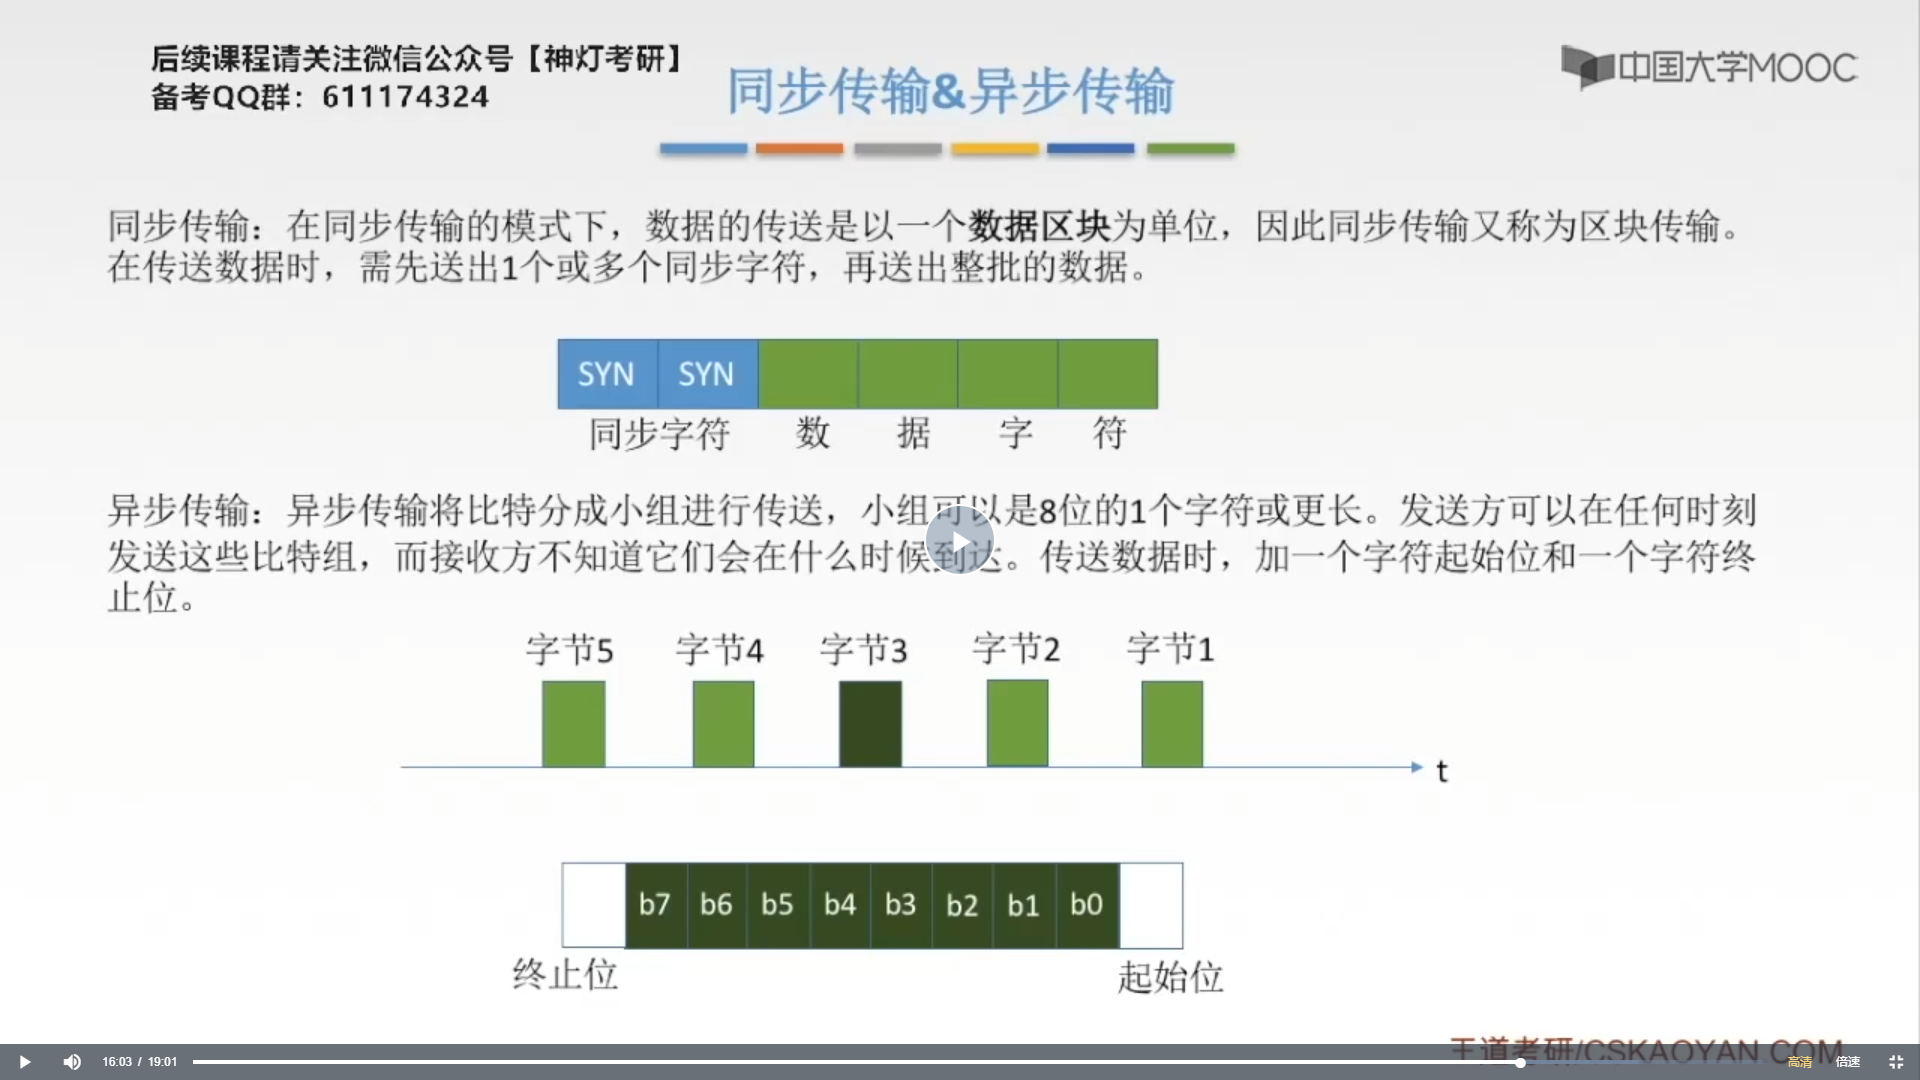 后续课程请关注微信公众号【神灯考研】
备考QQ群：611174324
中国大学MOOC
同步传输&异步传输
同步传输：在同步传输的模式下，数据的传送是以一个数据区块为单位，因此同步传输又称为区块传输。
在传送数据时，需先送出1个或多个同步字符，再送出整批的数据。
SYN SYN
同步字符 数 据 字 符
异步传输：异步传输将比特分成小组进行传送，小组可以是8位的1个字符或更长。发送方可以在任何时刻
发送这些比特组，而接收方不知道它们会在什么时候到达。传送数据时，加一个字符起始位和一个字符终
止位。
字节5 字节4 字节3 字节2 字节1
t
b7 b6 b5 b4 b3 b2 b1 b0
终止位 起始位
王道考研/CSKAOYAN.COM
16:03 / 19:01 高清 倍速